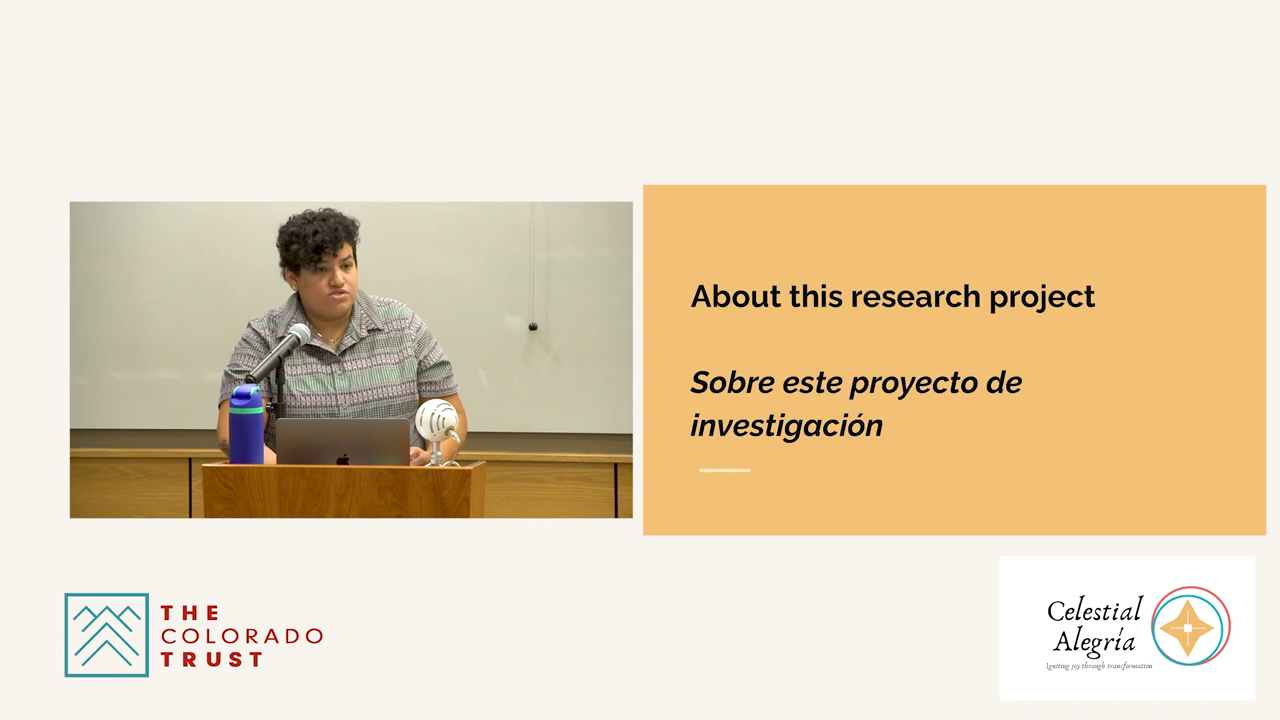 About this research project
Sobre este proyecto de
investigación
THE
COLORADO
TRUST
Celestial
Alegría
Igniting joy through transformation